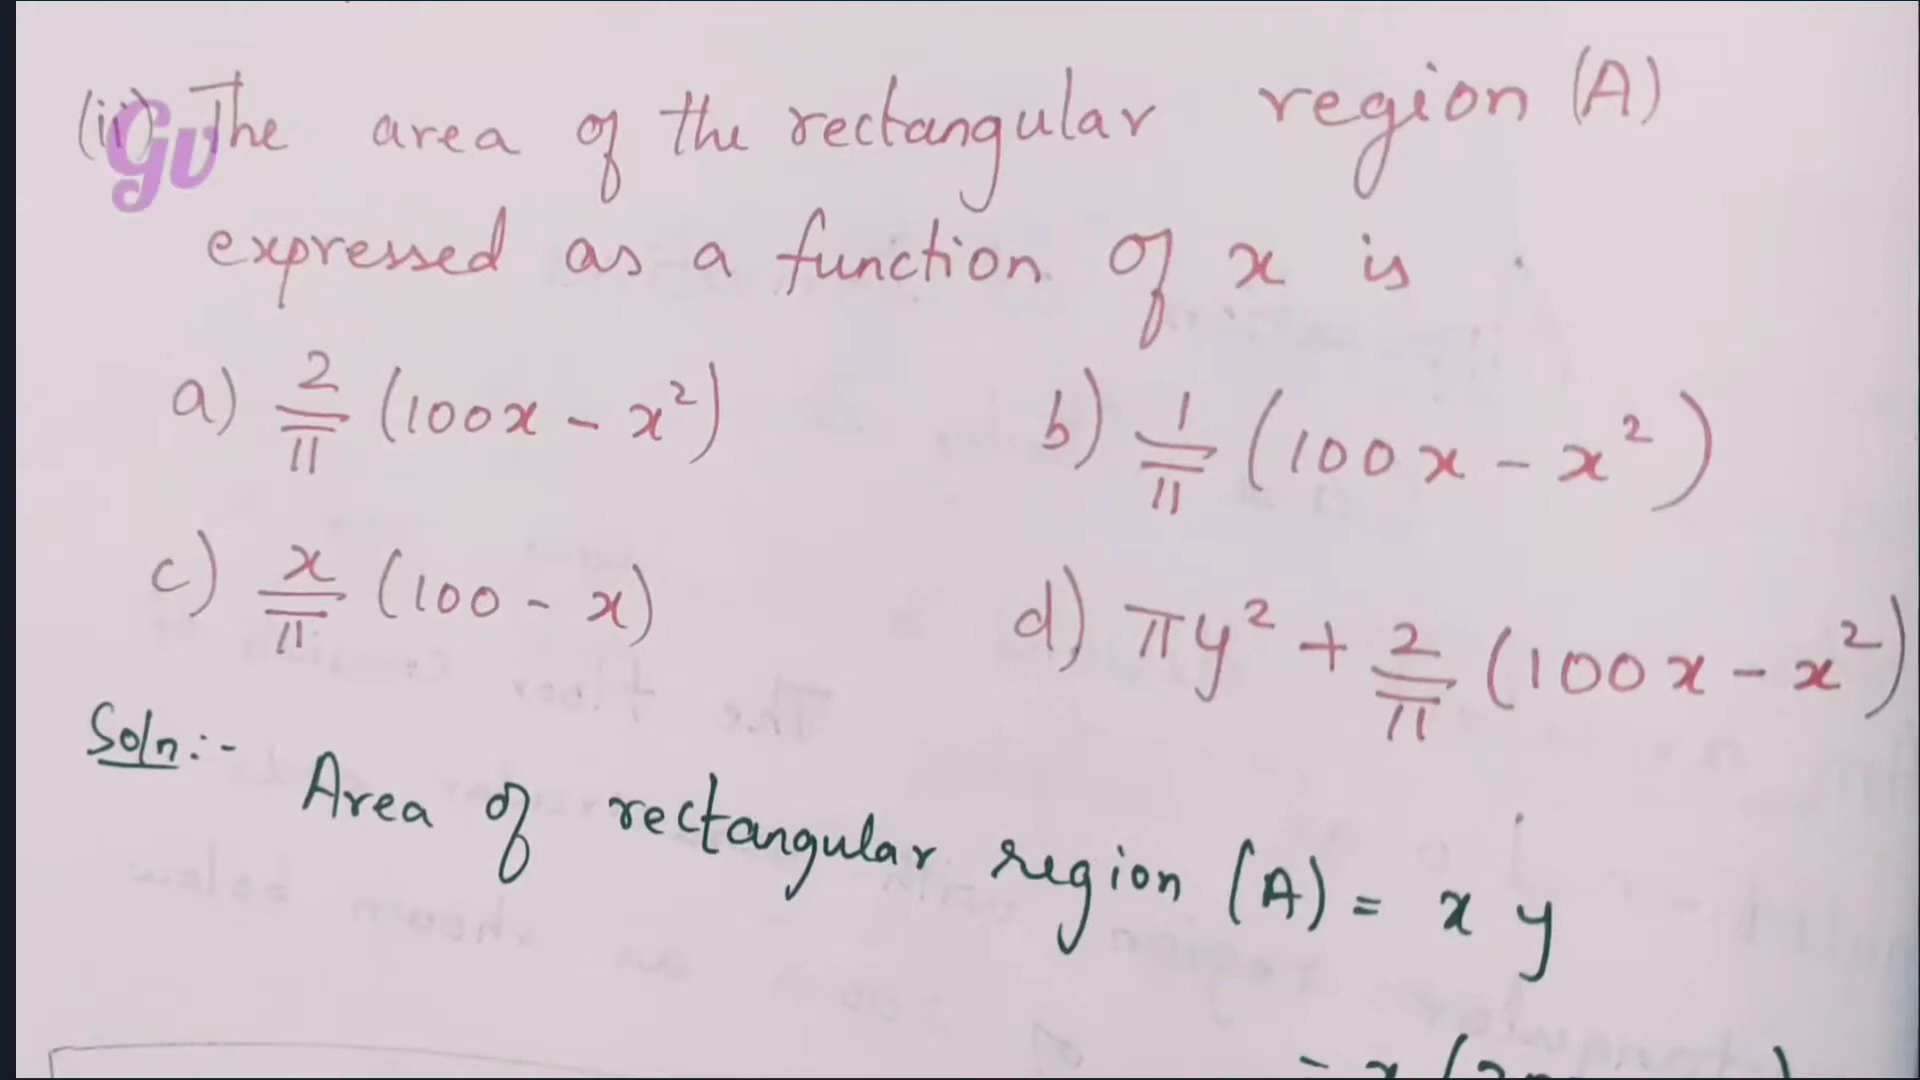 (ii) The area of the rectangular region (A)
expressed as a function of x is
a) 2/π (100x - x²) b) 1/π (100x - x²)
c) x/π (100 - x) d) πy² + 2/π (100x - x²)
Soln:- Area of rectangular region (A) = x y
GV